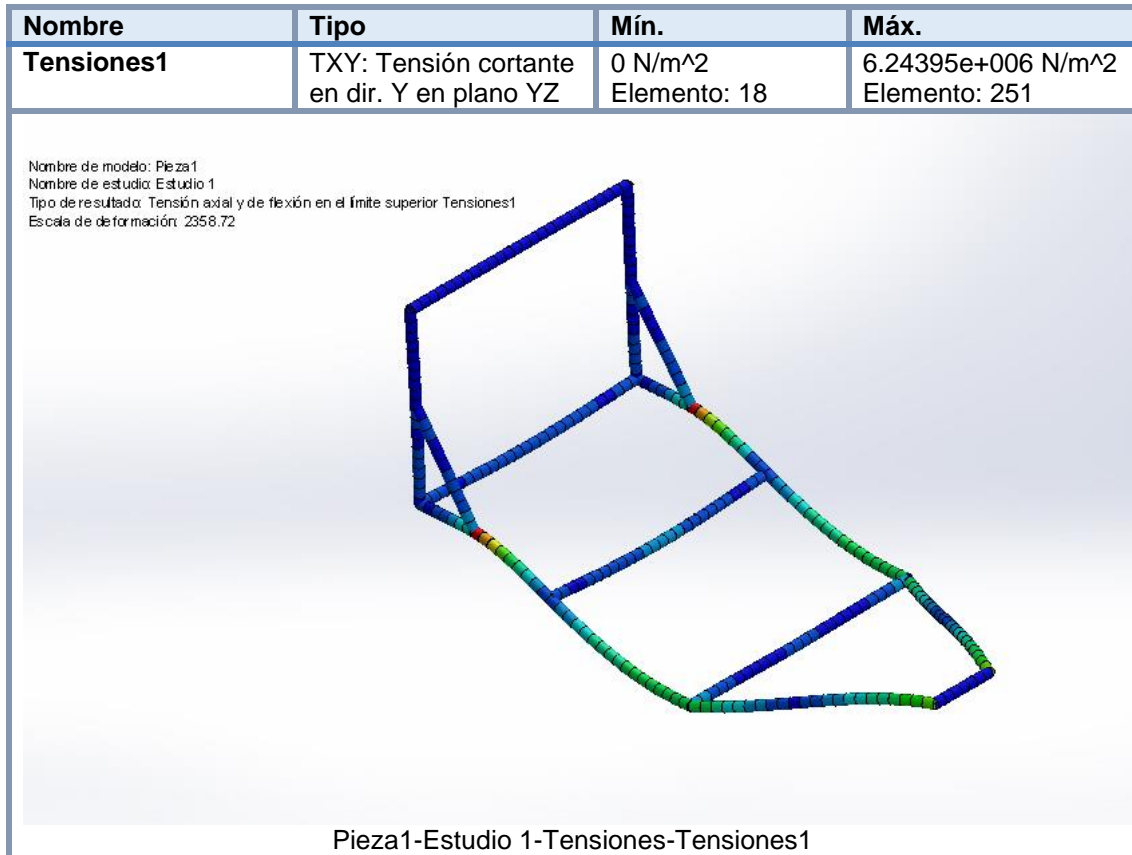 Nombre Tipo Mín. Máx.
Tensiones1 TXY: Tensión cortante 0 N/m^2 6.24395e+006 N/m^2
en dir. Y en plano YZ Elemento: 18 Elemento: 251
Nombre de modelo: Pieza1
Nombre de estudio: Estudio 1
Tipo de resultado: Tensión axial y de flexión en el límite superior Tensiones1
Escala de deformación: 2358.72
Pieza1-Estudio 1-Tensiones-Tensiones1